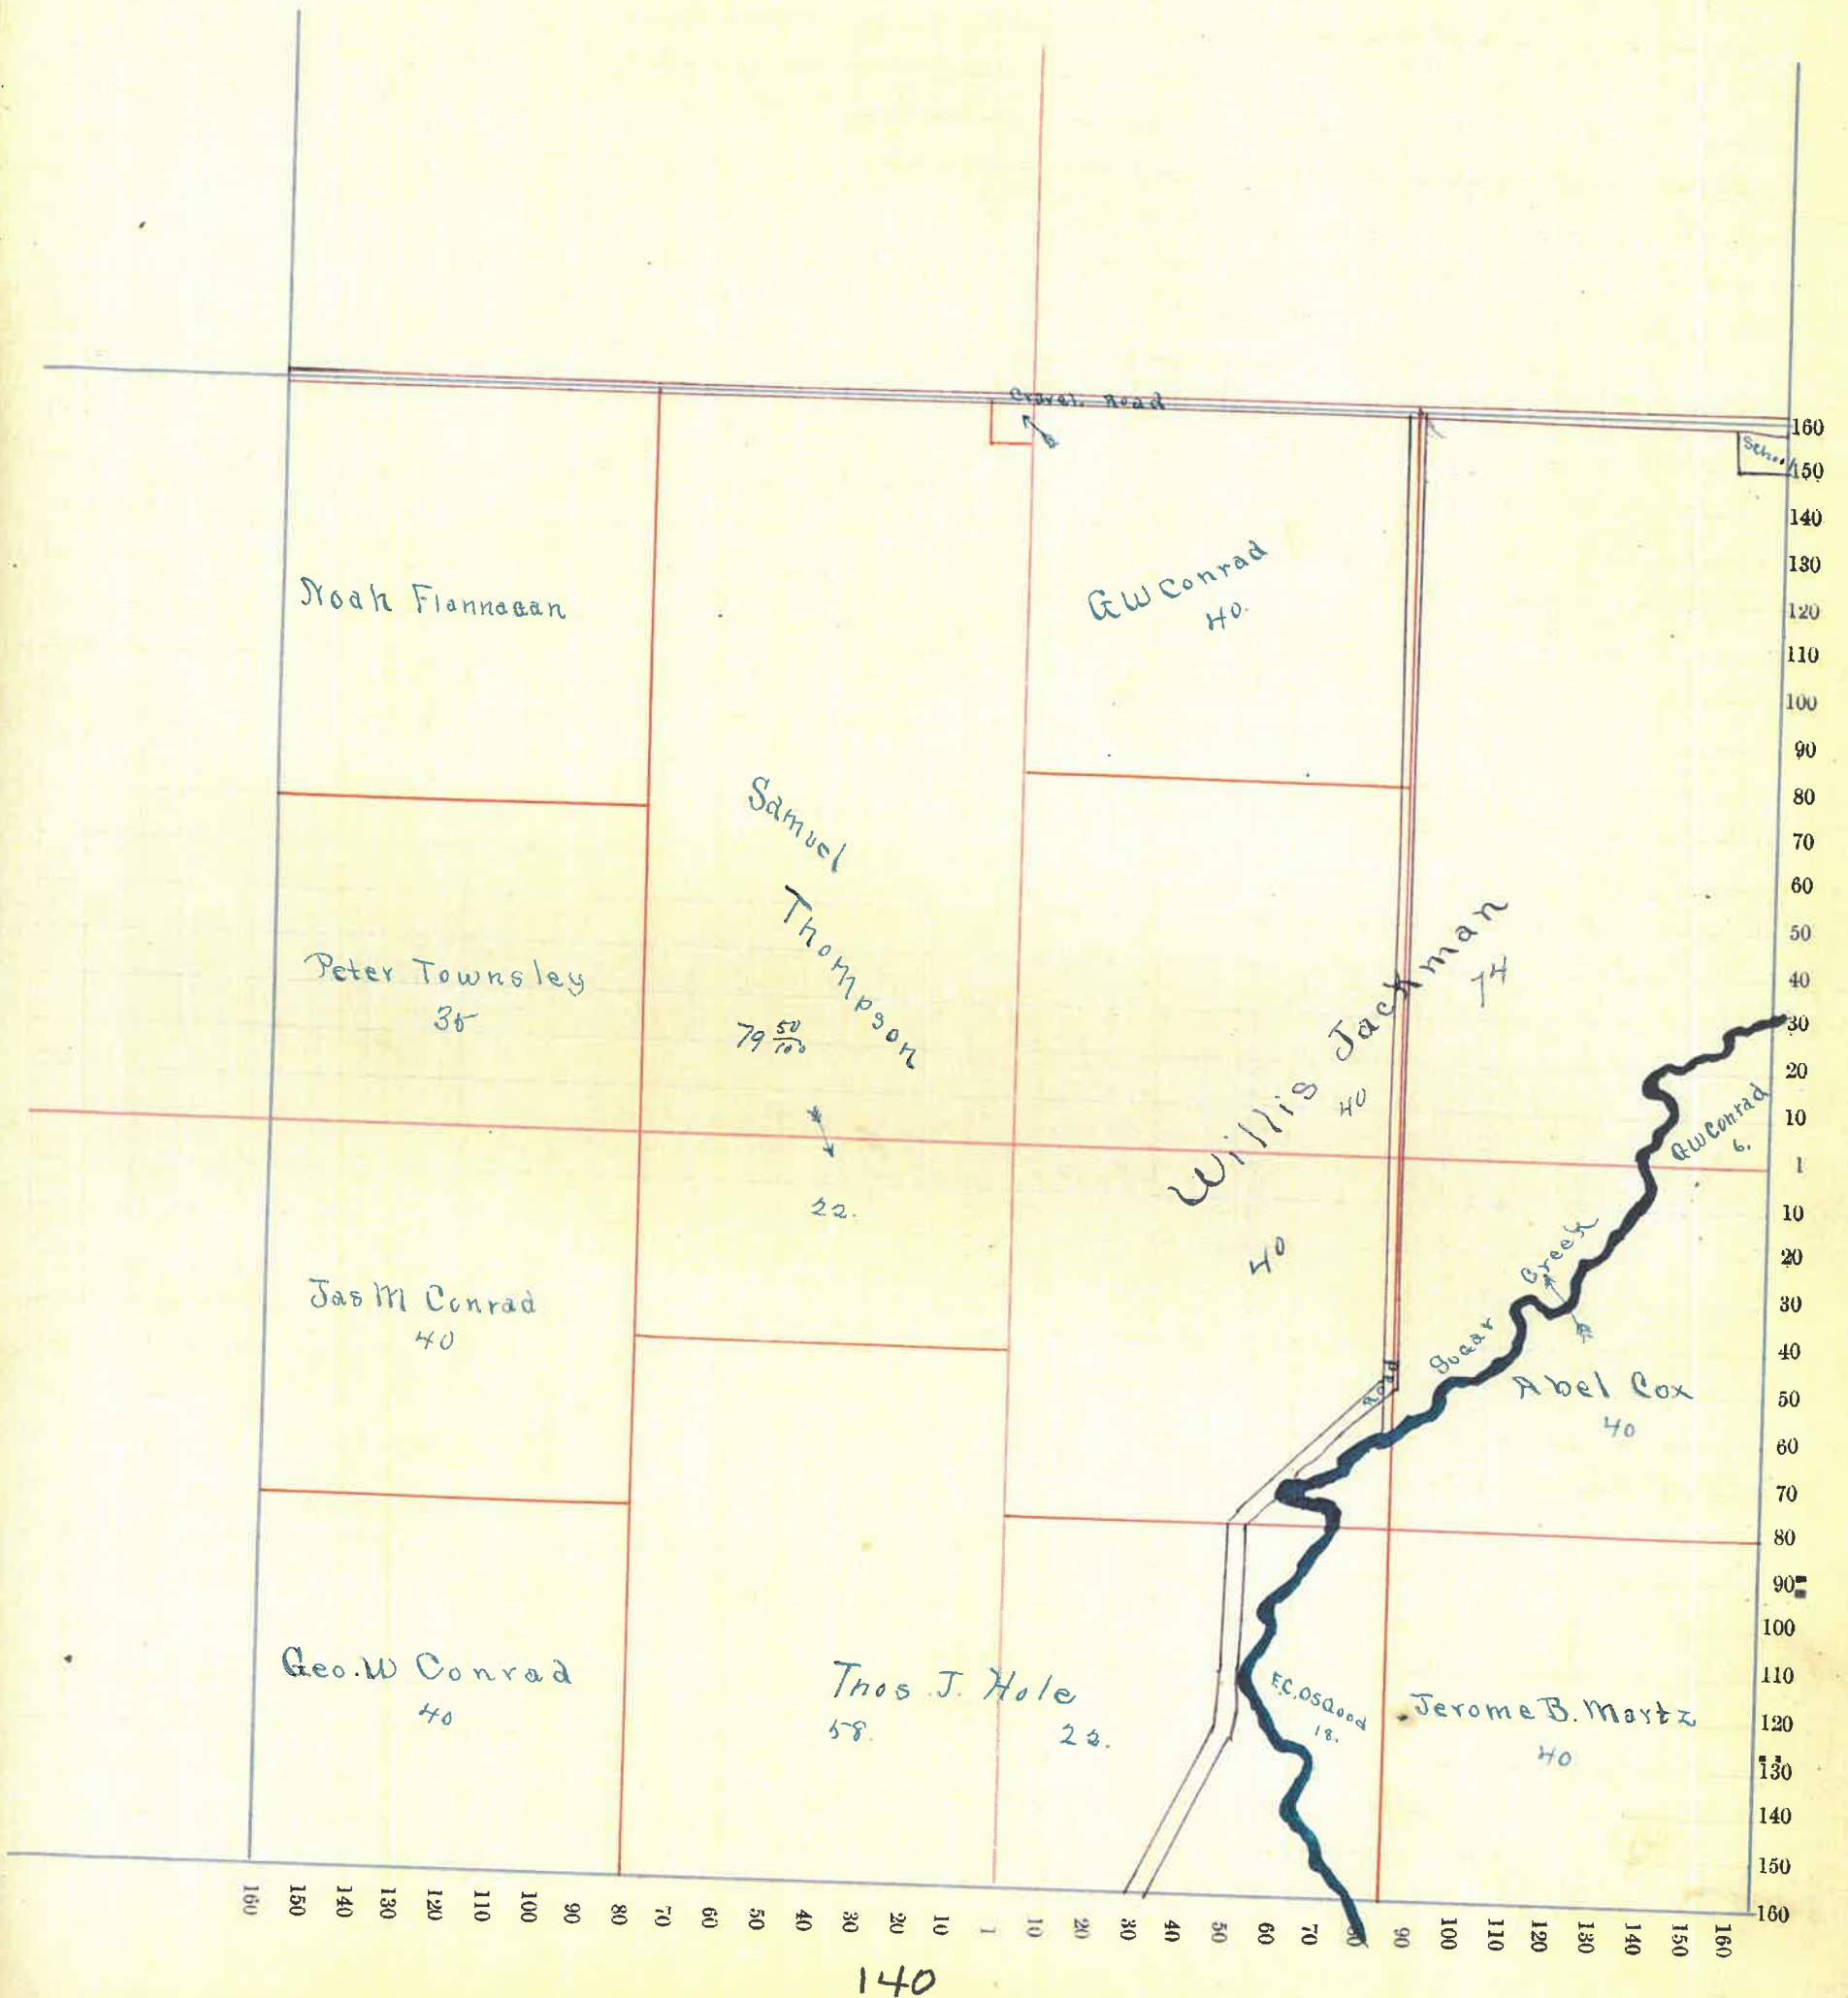 Gravel Road
160
School
150
140
130
120
110
100
90
80
70
60
50
40
30
20
10
1
10
20
30
40
50
60
70
80
90
100
110
120
130
140
150
160
Noah Flannagan
G W Conrad
40.
Samuel
Thompson
79 50/100
22.
Peter Townsley
35
Willis Jackman
74
40
40
G W Conrad
6.
Jas M Conrad
40
Sugar Creek
Road
Abel Cox
40
Geo. W Conrad
40
Thos J. Hole
58. 22.
F.C. Osgood
18.
Jerome B. Martz
40
160 150 140 130 120 110 100 90 80 70 60 50 40 30 20 10 1 10 20 30 40 50 60 70 80 90 100 110 120 130 140 150 160
140